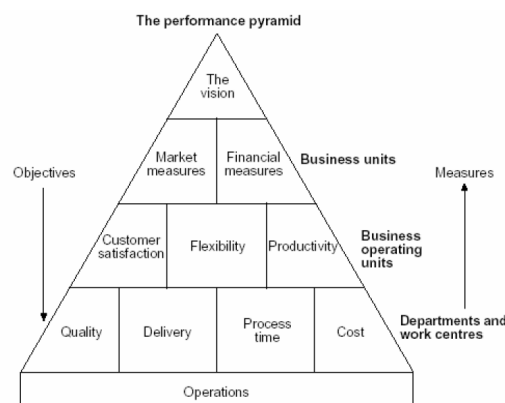 The performance pyramid
The
vision
Market
measures
Financial
measures
Business units
Objectives
Measures
Customer
satisfaction
Flexibility
Productivity
Business
operating
units
Quality
Delivery
Process
time
Cost
Departments and
work centres
Operations